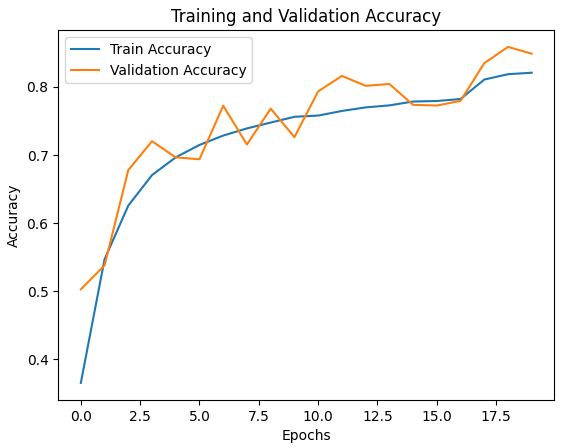 Training and Validation Accuracy
Train Accuracy
Validation Accuracy
Accuracy
0.8
0.7
0.6
0.5
0.4
0.0 2.5 5.0 7.5 10.0 12.5 15.0 17.5
Epochs